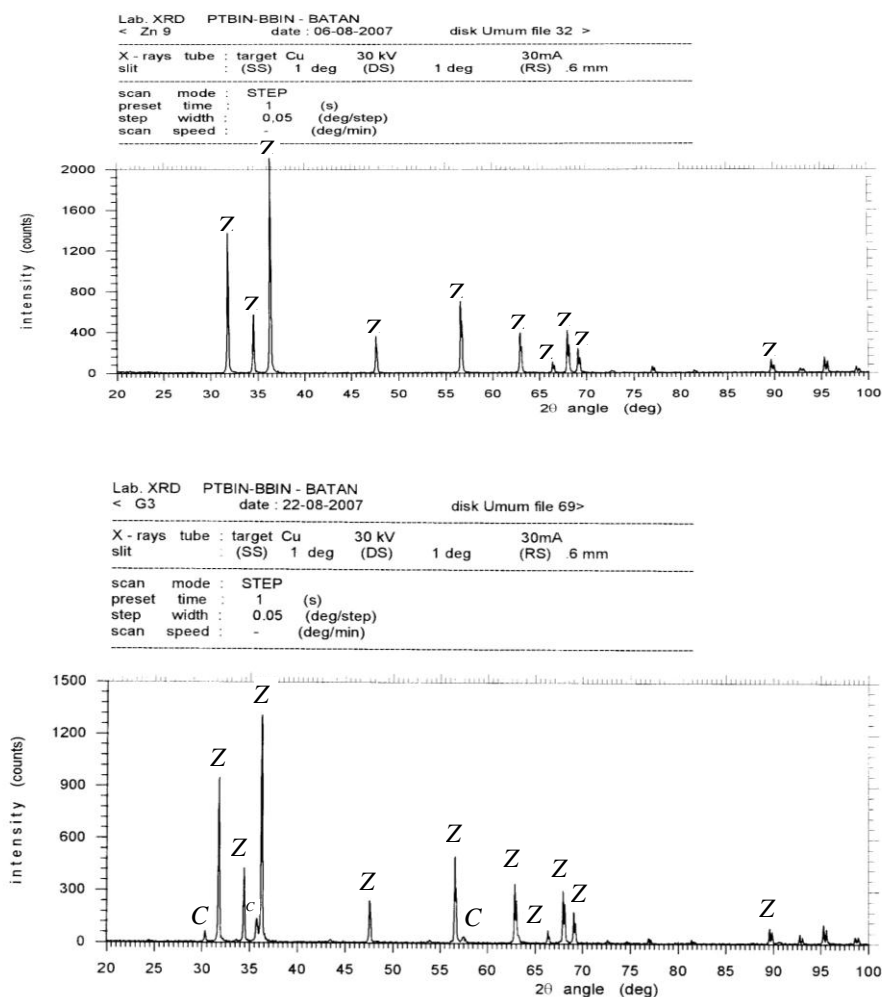 Lab. XRD PTBIN-BBIN - BATAN
< Zn 9 date : 06-08-2007 disk Umum file 32 >
X - rays tube : target Cu 30 kV 30mA
slit : (SS) 1 deg (DS) 1 deg (RS) .6 mm
scan mode : STEP
preset time : 1 (s)
step width : 0,05 (deg/step)
scan speed : - (deg/min)
Z
2000
1600
1200
800
400
0
intensity (counts)
Z Z Z Z Z Z Z Z Z
20 25 30 35 40 45 50 55 60 65 70 75 80 85 90 95 100
2θ angle (deg)
Lab. XRD PTBIN-BBIN - BATAN
< G3 date : 22-08-2007 disk Umum file 69>
X - rays tube : target Cu 30 kV 30mA
slit : (SS) 1 deg (DS) 1 deg (RS) .6 mm
scan mode : STEP
preset time : 1 (s)
step width : 0.05 (deg/step)
scan speed : - (deg/min)
1500
1200
900
600
300
0
intensity (counts)
C Z Z c Z Z Z C Z Z Z Z Z
20 25 30 35 40 45 50 55 60 65 70 75 80 85 90 95 100
2θ angle (deg)